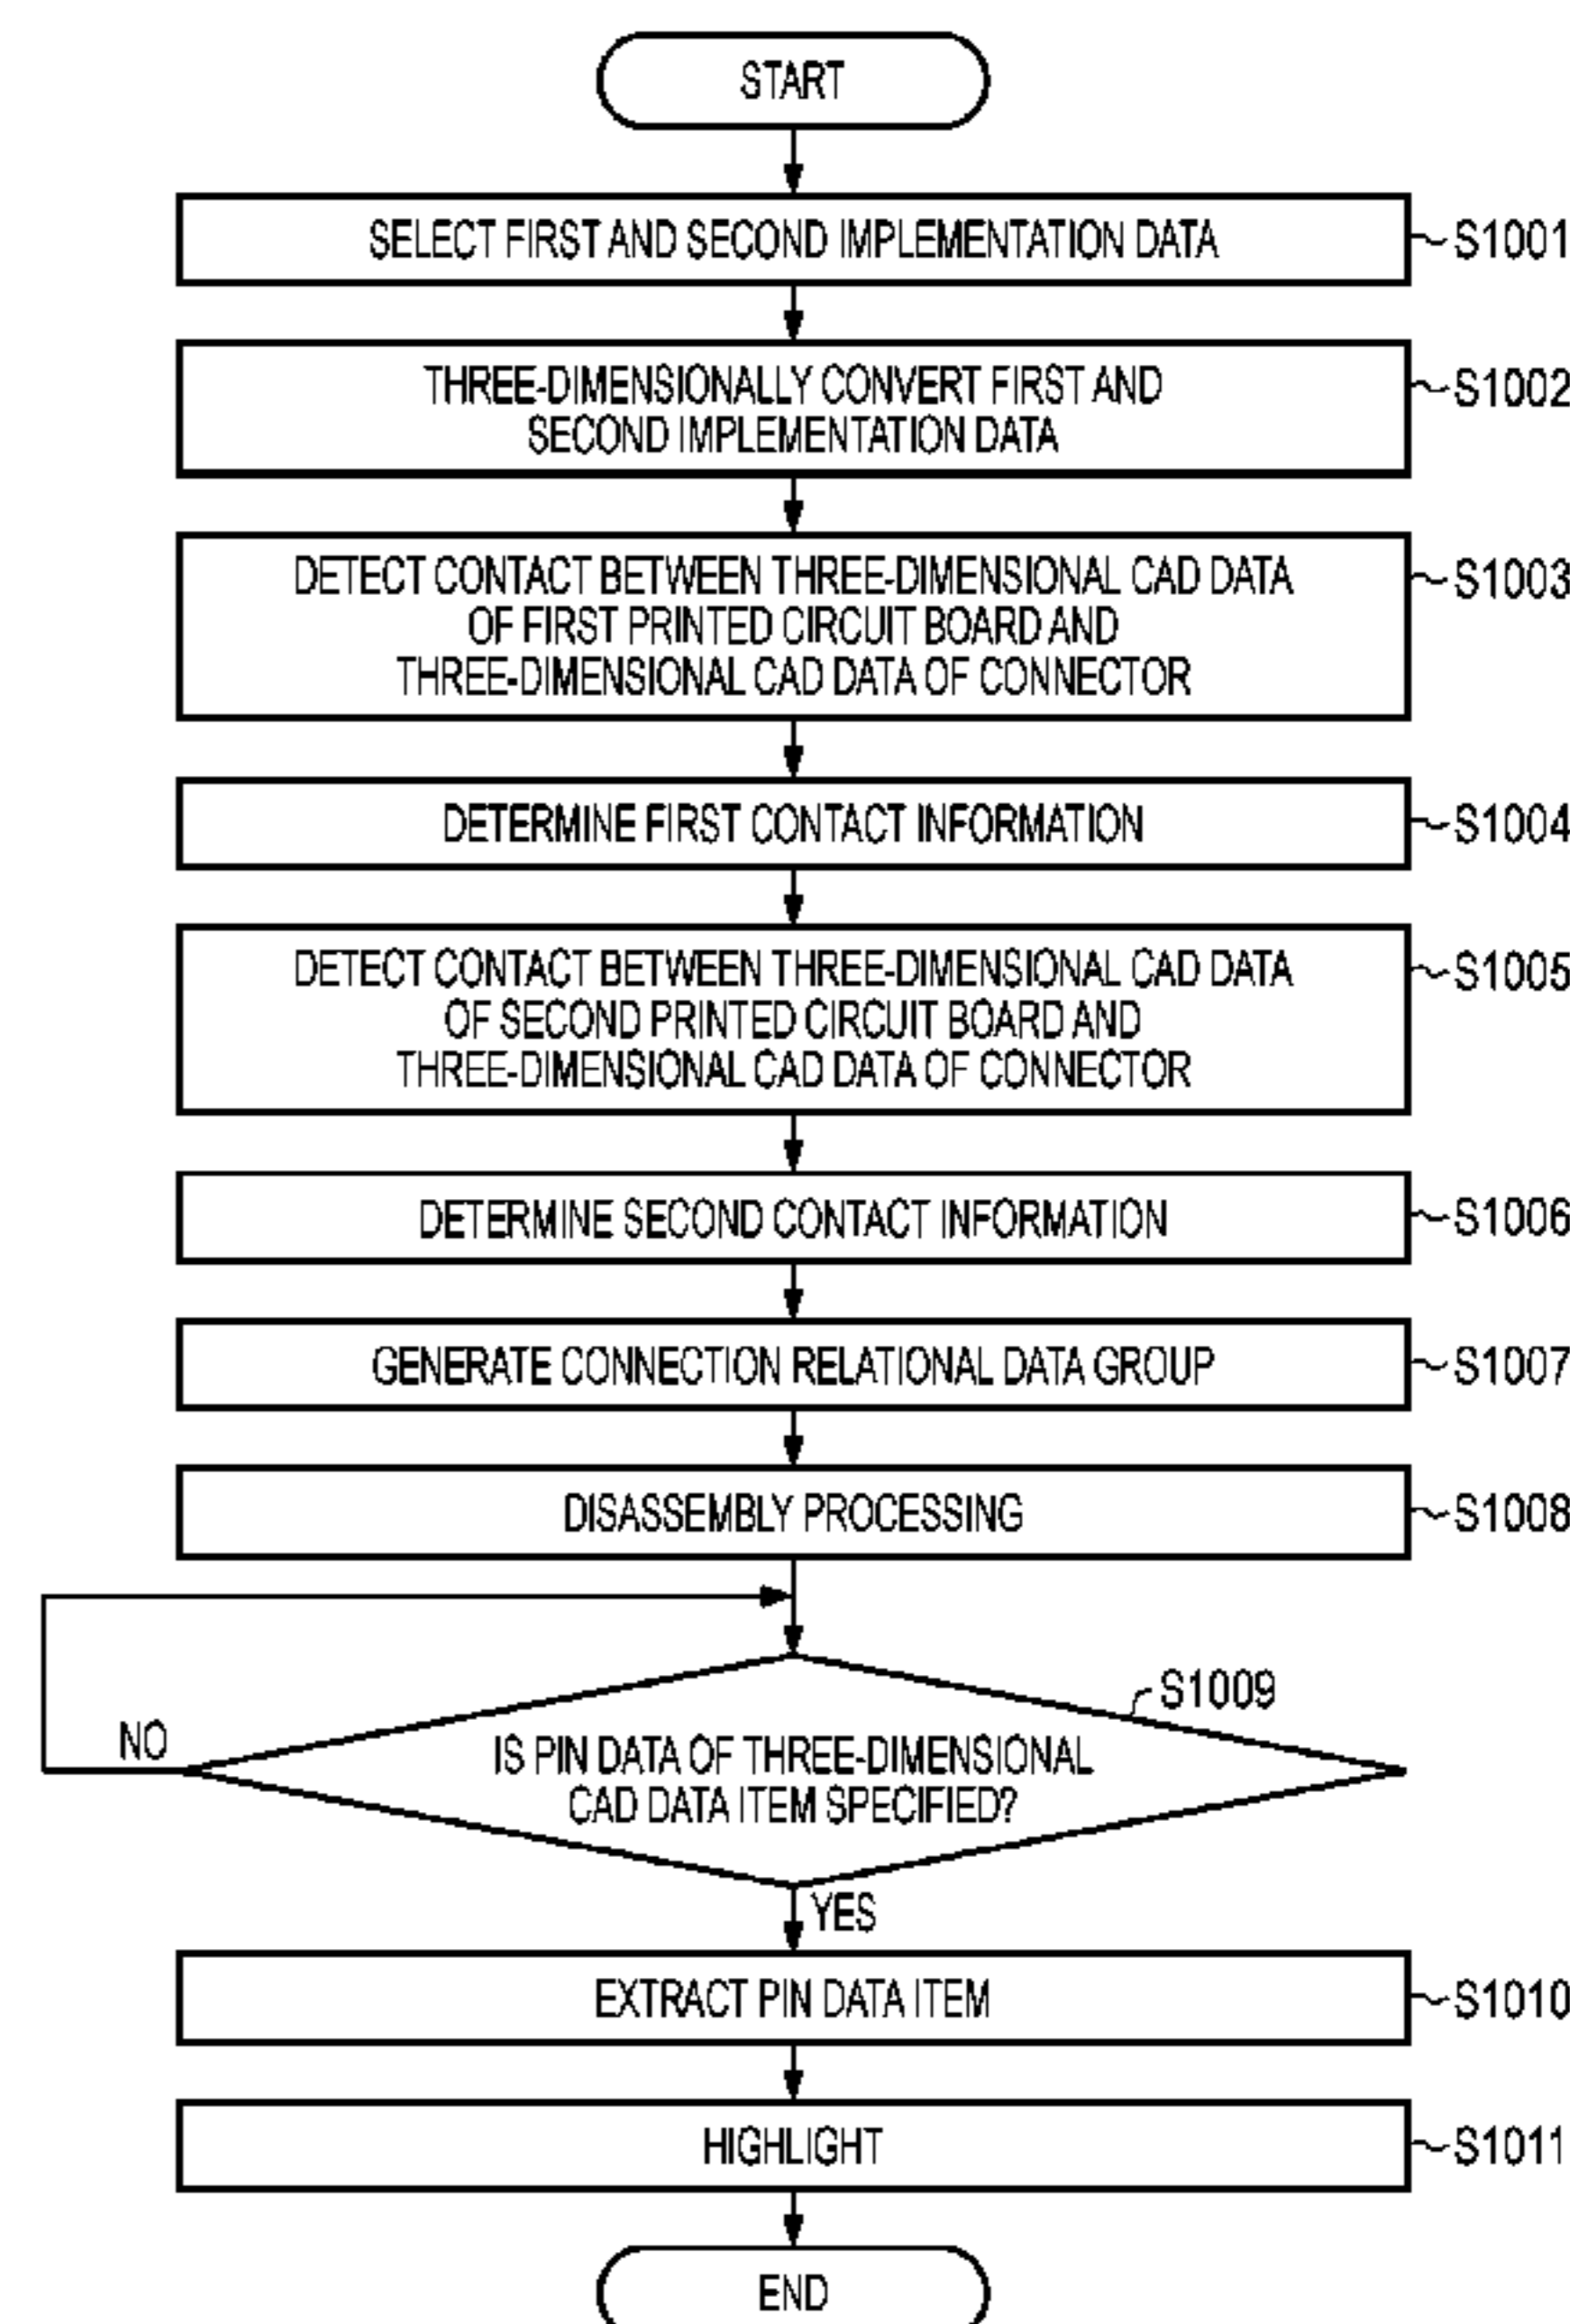 START
SELECT FIRST AND SECOND IMPLEMENTATION DATA
S1001
THREE-DIMENSIONALLY CONVERT FIRST AND
SECOND IMPLEMENTATION DATA
S1002
DETECT CONTACT BETWEEN THREE-DIMENSIONAL CAD DATA
OF FIRST PRINTED CIRCUIT BOARD AND
THREE-DIMENSIONAL CAD DATA OF CONNECTOR
S1003
DETERMINE FIRST CONTACT INFORMATION
S1004
DETECT CONTACT BETWEEN THREE-DIMENSIONAL CAD DATA
OF SECOND PRINTED CIRCUIT BOARD AND
THREE-DIMENSIONAL CAD DATA OF CONNECTOR
S1005
DETERMINE SECOND CONTACT INFORMATION
S1006
GENERATE CONNECTION RELATIONAL DATA GROUP
S1007
DISASSEMBLY PROCESSING
S1008
S1009
NO
IS PIN DATA OF THREE-DIMENSIONAL
CAD DATA ITEM SPECIFIED?
YES
EXTRACT PIN DATA ITEM
S1010
HIGHLIGHT
S1011
END